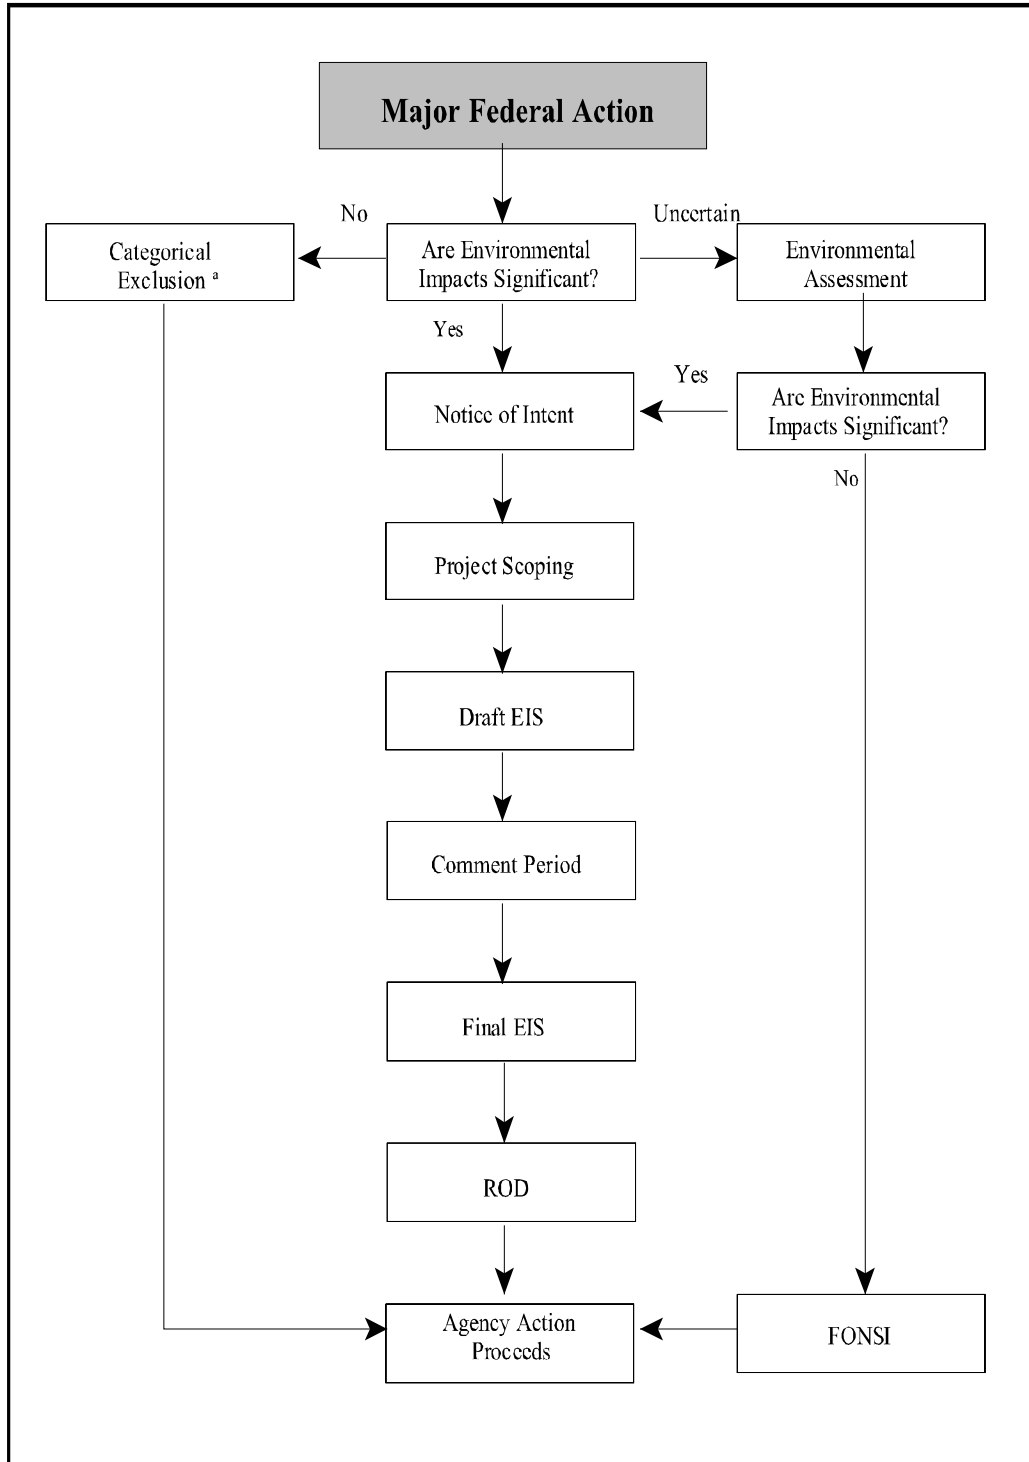 Major Federal Action
No
Uncertain
Categorical
Exclusion a
Are Environmental
Impacts Significant?
Environmental
Assessment
Yes
Yes
Notice of Intent
Are Environmental
Impacts Significant?
No
Project Scoping
Draft EIS
Comment Period
Final EIS
ROD
Agency Action
Proceeds
FONSI